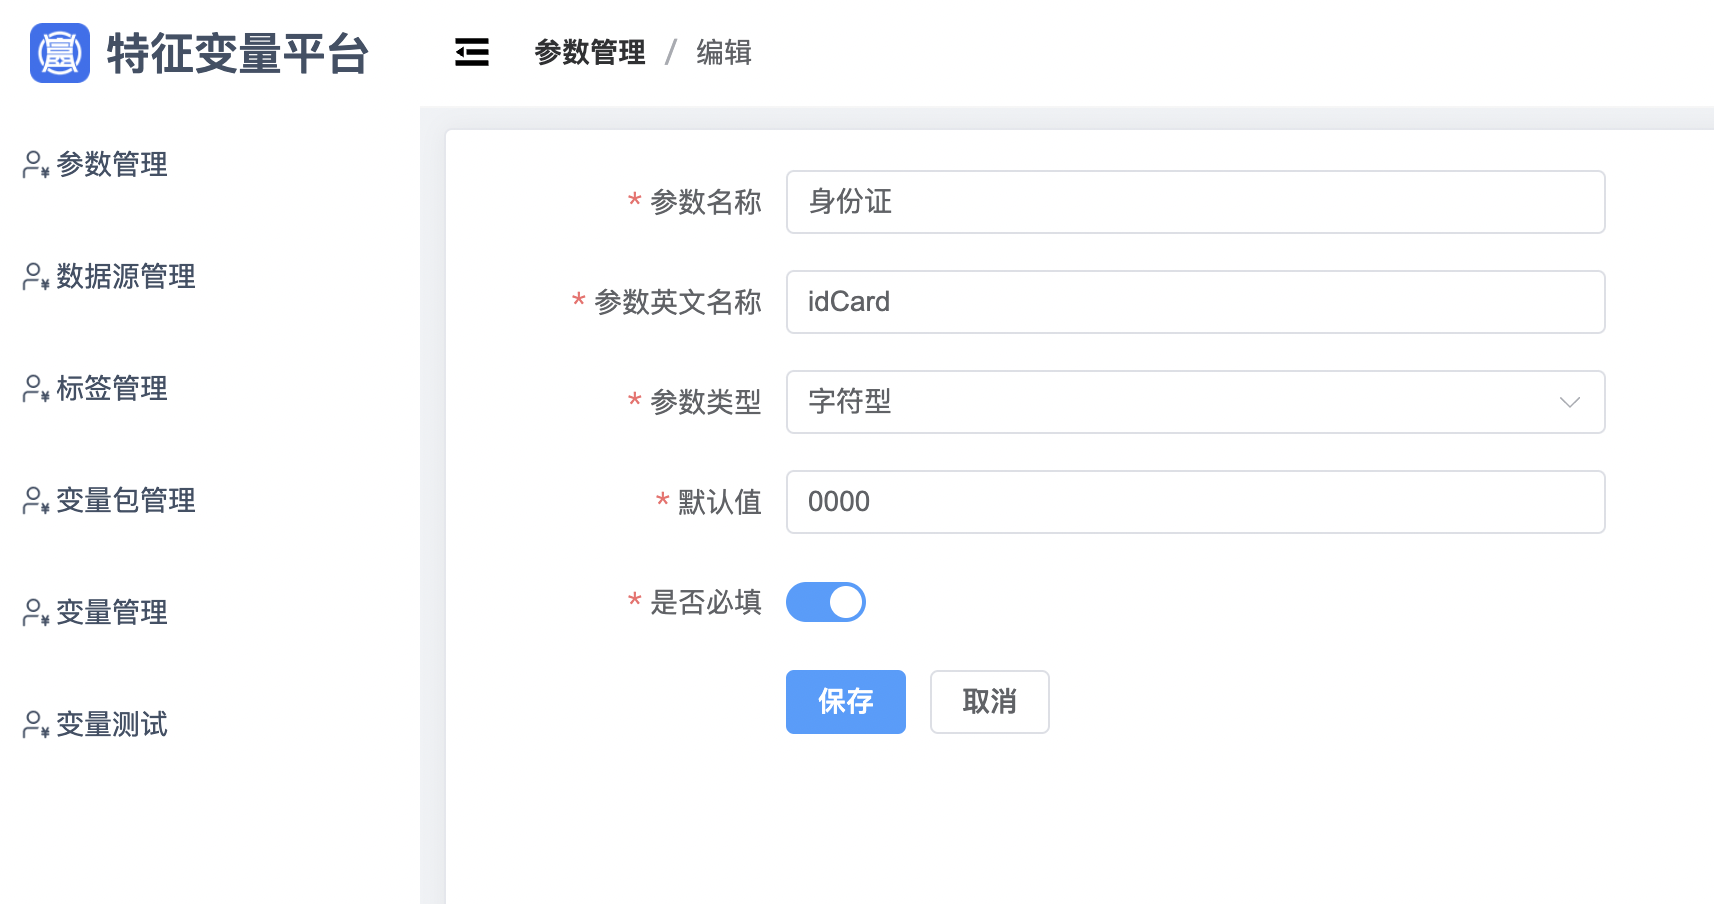 特征变量平台
参数管理 / 编辑
参数管理
数据源管理
标签管理
变量包管理
变量管理
变量测试
* 参数名称 身份证
* 参数英文名称 idCard
* 参数类型 字符型
* 默认值 0000
* 是否必填
保存 取消